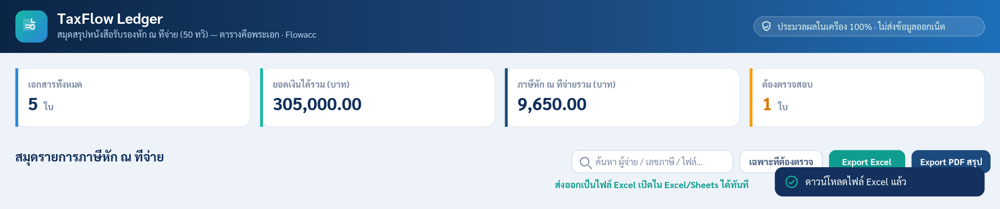 TaxFlow Ledger
สมุดสรุปหนังสือรับรองหัก ณ ที่จ่าย (50 ทวิ) — ตารางคือพระเอก · Flowacc
ประมวลผลในเครื่อง 100% · ไม่ส่งข้อมูลออกเน็ต
เอกสารทั้งหมด
5 ใบ
ยอดเงินได้รวม (บาท)
305,000.00
ภาษีหัก ณ ที่จ่ายรวม (บาท)
9,650.00
ต้องตรวจสอบ
1 ใบ
สมุดรายการภาษีหัก ณ ที่จ่าย
ค้นหา ผู้จ่าย / เลขภาษี / ไฟล์...
เฉพาะที่ต้องตรวจ
Export Excel
Export PDF สรุป
ส่งออกเป็นไฟล์ Excel เปิดใน Excel/Sheets ได้ทันที
ดาวน์โหลดไฟล์ Excel แล้ว